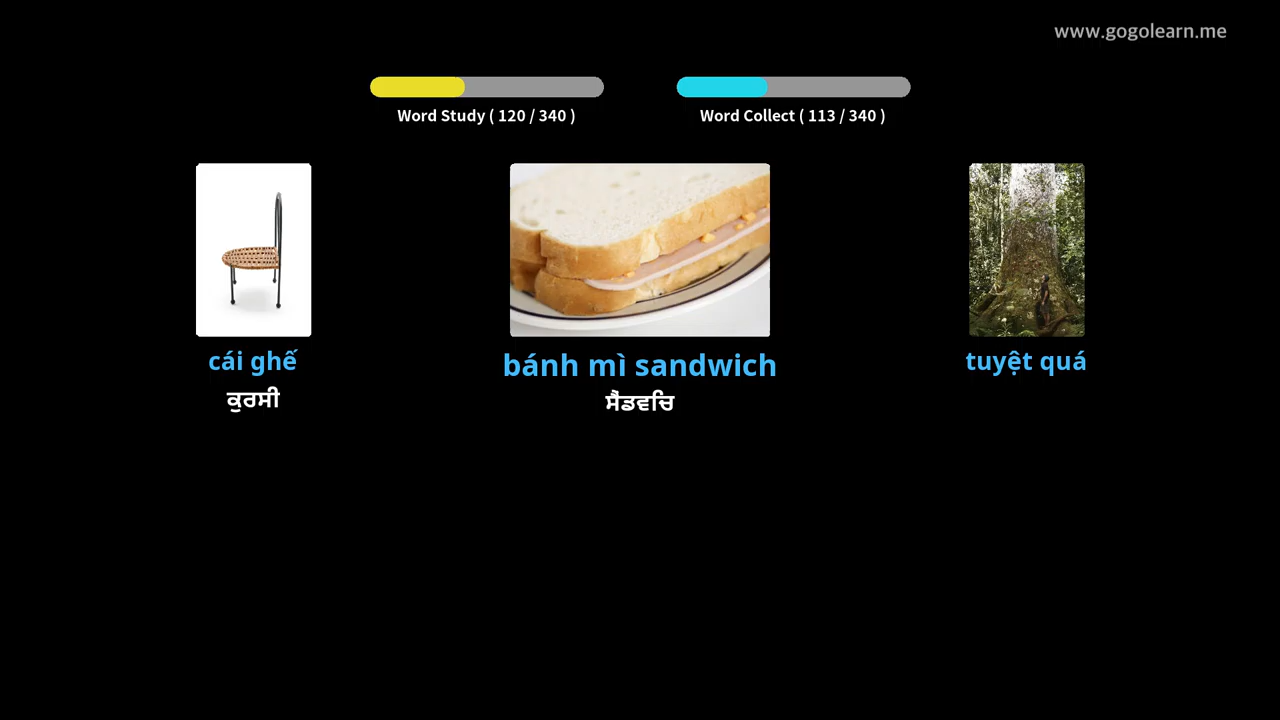 www.gogolearn.me
Word Study ( 120 / 340 )
Word Collect ( 113 / 340 )
cái ghế
ਕੁਰਸੀ
bánh mì sandwich
ਸੈਂਡਵਿਚ
tuyệt quá